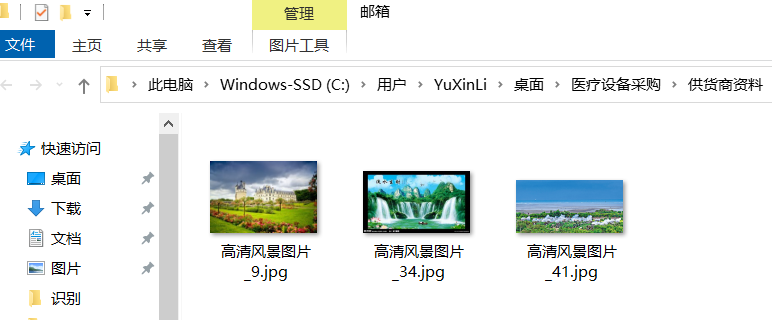 管理
邮箱
文件
主页
共享
查看
图片工具
此电脑 > Windows-SSD (C:) > 用户 > YuXinLi > 桌面 > 医疗设备采购 > 供货商资料
快速访问
桌面
下载
文档
图片
识别
高清风景图片
_9.jpg
高清风景图片
_34.jpg
高清风景图片
_41.jpg